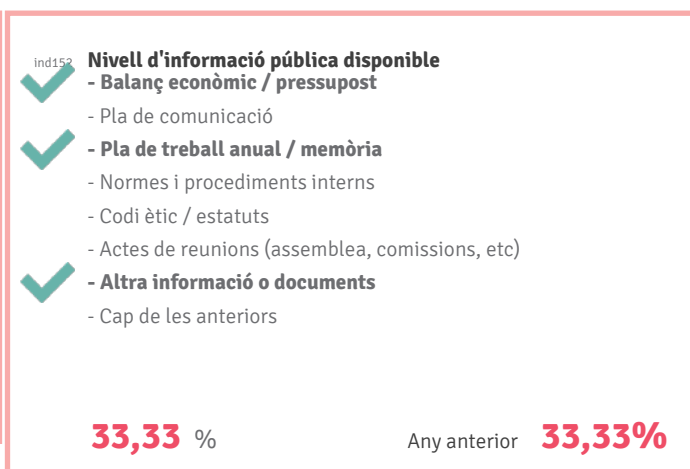 ind152 Nivell d'informació pública disponible
- Balanç econòmic / pressupost
- Pla de comunicació
- Pla de treball anual / memòria
- Normes i procediments interns
- Codi ètic / estatuts
- Actes de reunions (assemblea, comissions, etc)
- Altra informació o documents
- Cap de les anteriors
33,33 % Any anterior 33,33%